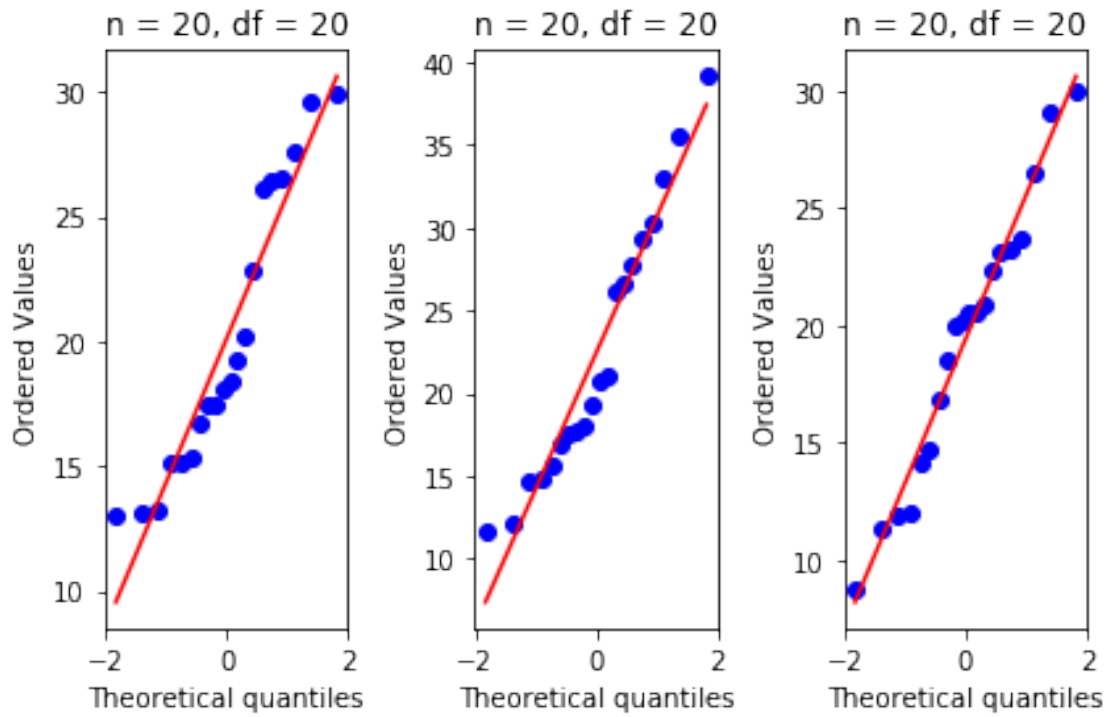 n = 20, df = 20
n = 20, df = 20
n = 20, df = 20
Ordered Values
30
25
20
15
10
−2
0
2
Theoretical quantiles
Ordered Values
40
35
30
25
20
15
10
−2
0
2
Theoretical quantiles
Ordered Values
30
25
20
15
10
−2
0
2
Theoretical quantiles